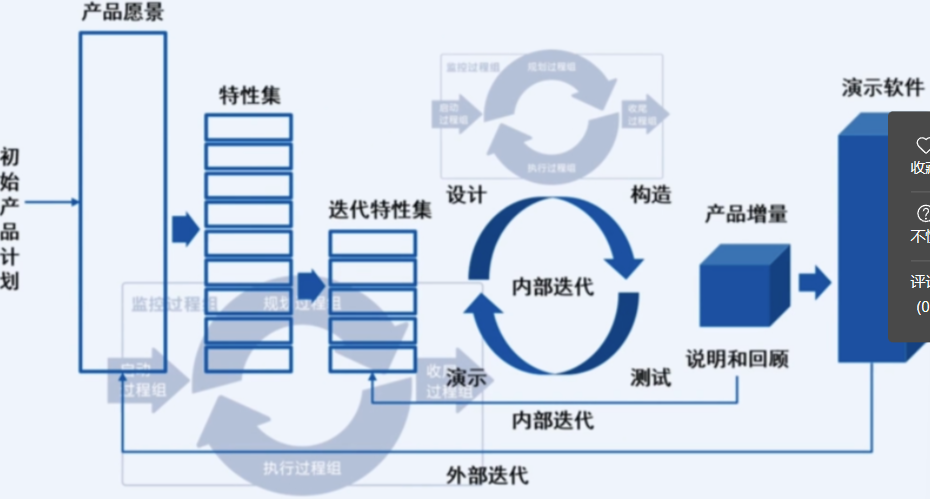 产品愿景
初始产品计划
特性集
迭代特性集
监控过程组
规划过程组
启动
过程组
收尾
过程组
执行过程组
设计
构造
内部迭代
演示
测试
产品增量
说明和回顾
演示软件
监控过程组
规划过程组
启动
过程组
收尾
过程组
执行过程组
内部迭代
外部迭代
收藏
评论
(0